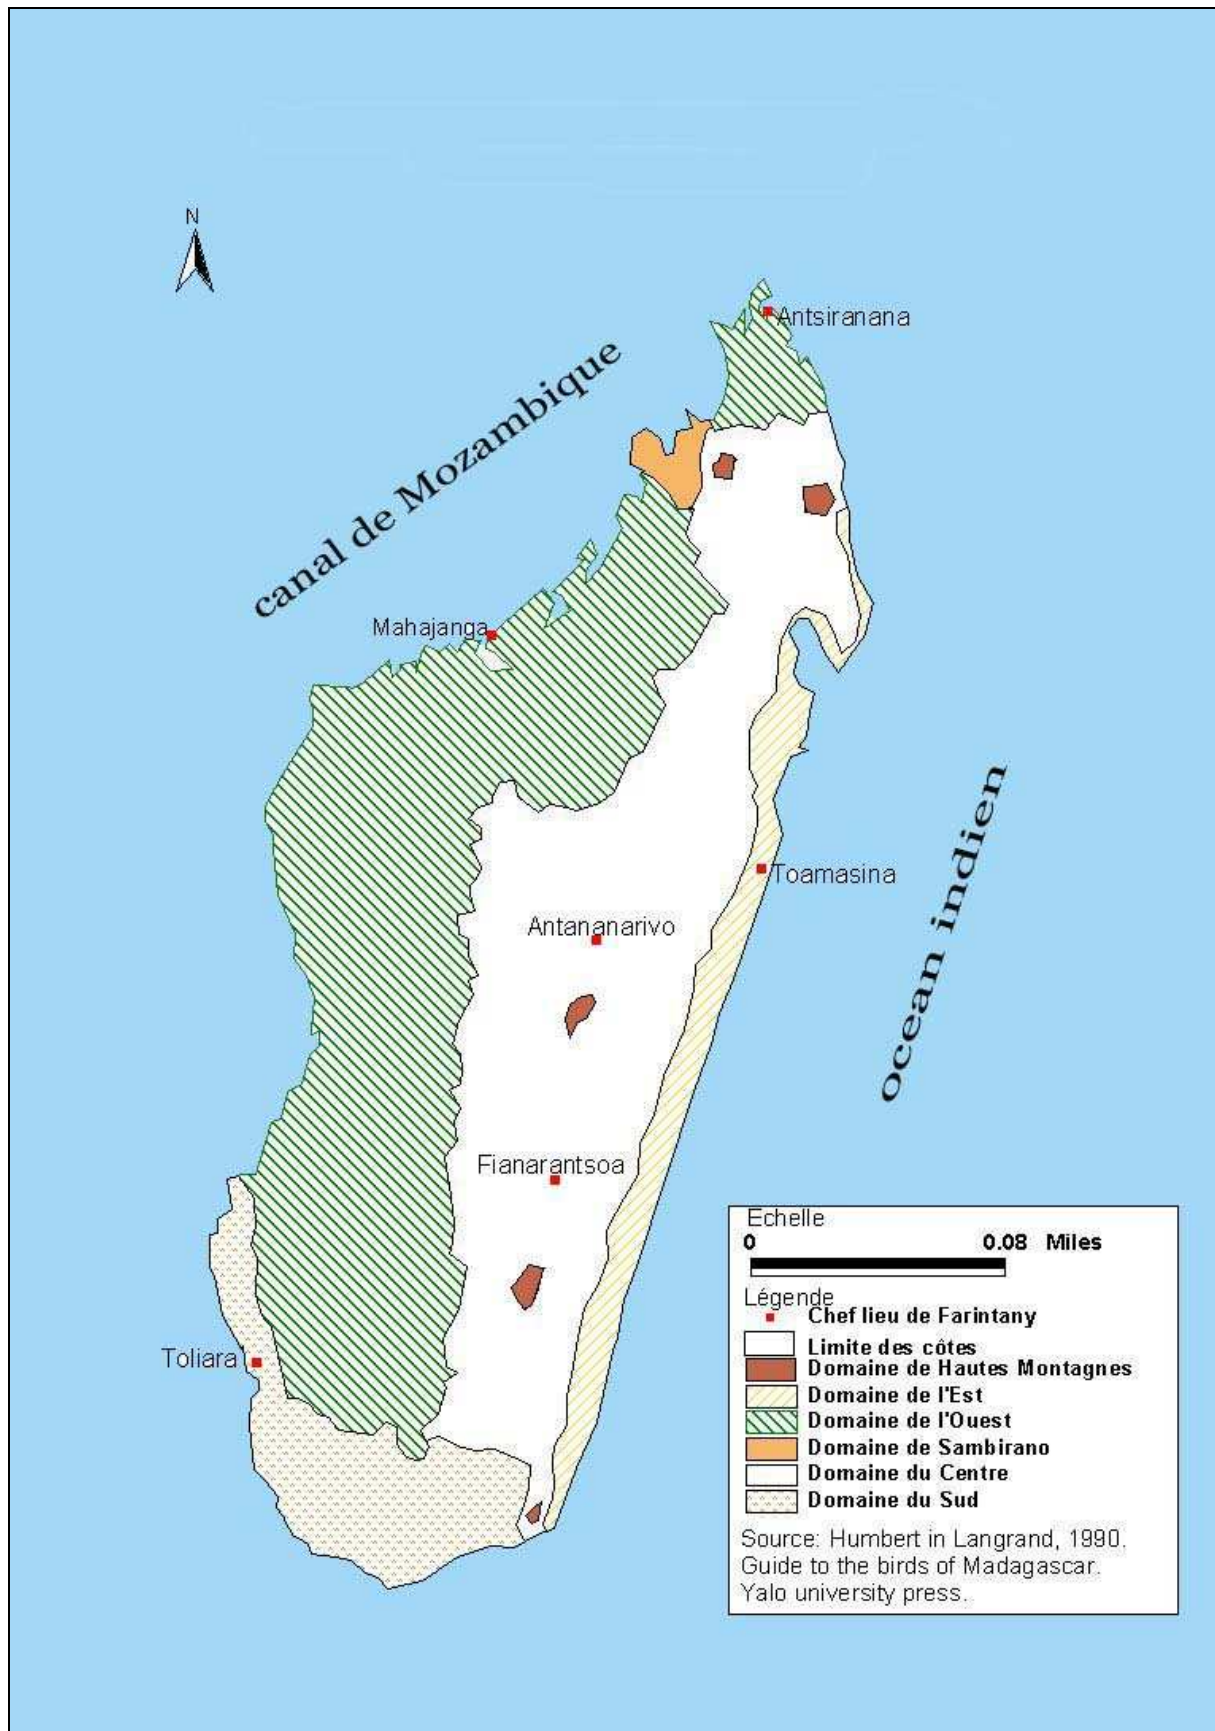 N
Antsiranana
canal de Mozambique
Mahajanga
ocean indien
Toamasina
Antananarivo
Fianarantsoa
Toliara
Echelle
0 0.08 Miles
Légende
Chef lieu de Farintany
Limite des côtes
Domaine de Hautes Montagnes
Domaine de l'Est
Domaine de l'Ouest
Domaine de Sambirano
Domaine du Centre
Domaine du Sud
Source: Humbert in Langrand, 1990.
Guide to the birds of Madagascar.
Yalo university press.